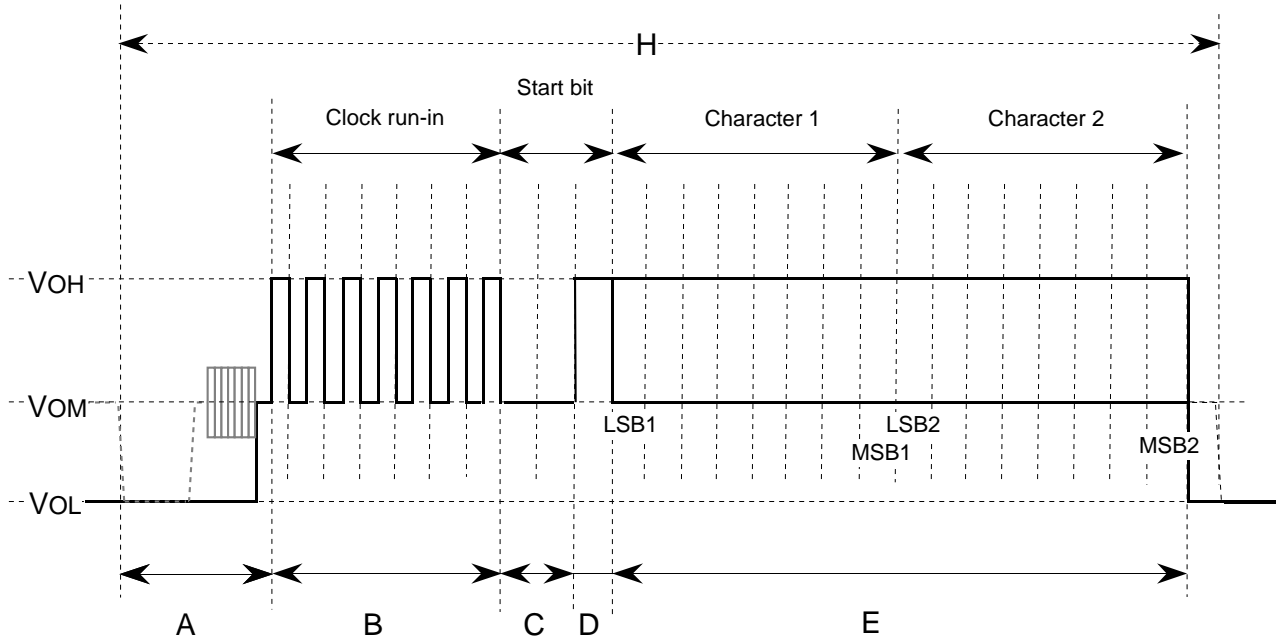 H
Start bit
Clock run-in
Character 1
Character 2
VOH
VOM
LSB1
LSB2
MSB1
MSB2
VOL
A
B
C
D
E